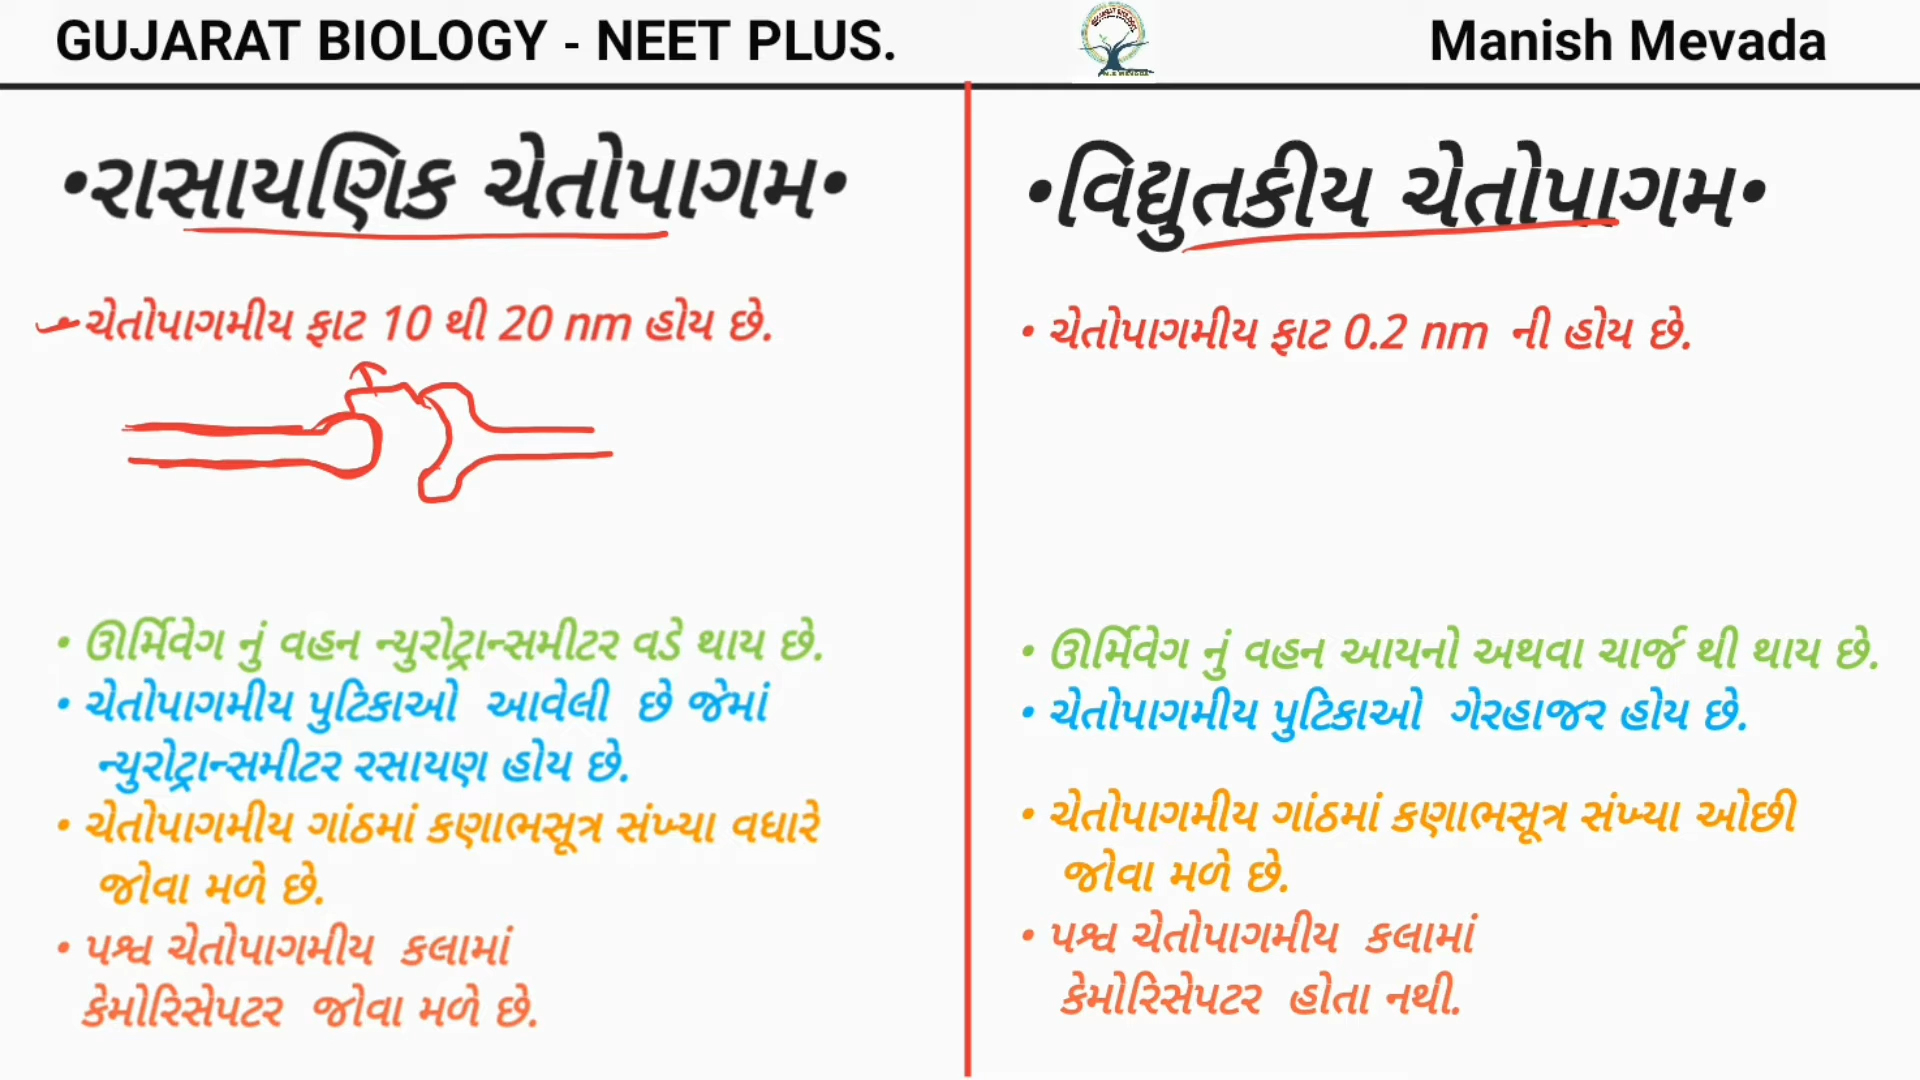 GUJARAT BIOLOGY - NEET PLUS.
Manish Mevada
•રાસાયણિક ચેતોપાગમ•
• ચેતોપાગમીય ફાટ 10 થી 20 nm હોય છે.
• ઊર્મિવેગ નું વહન ન્યુરોટ્રાન્સમીટર વડે થાય છે.
• ચેતોપાગમીય પુટિકાઓ આવેલી છે જેમાં
ન્યુરોટ્રાન્સમીટર રસાયણ હોય છે.
• ચેતોપાગમીય ગાંઠમાં કણાભસૂત્ર સંખ્યા વધારે
જોવા મળે છે.
• પશ્વ ચેતોપાગમીય કલામાં
કેમોરિસેપટર જોવા મળે છે.
•વિદ્યુતકીય ચેતોપાગમ•
• ચેતોપાગમીય ફાટ 0.2 nm ની હોય છે.
• ઊર્મિવેગ નું વહન આયનો અથવા ચાર્જ થી થાય છે.
• ચેતોપાગમીય પુટિકાઓ ગેરહાજર હોય છે.
• ચેતોપાગમીય ગાંઠમાં કણાભસૂત્ર સંખ્યા ઓછી
જોવા મળે છે.
• પશ્વ ચેતોપાગમીય કલામાં
કેમોરિસેપટર હોતા નથી.